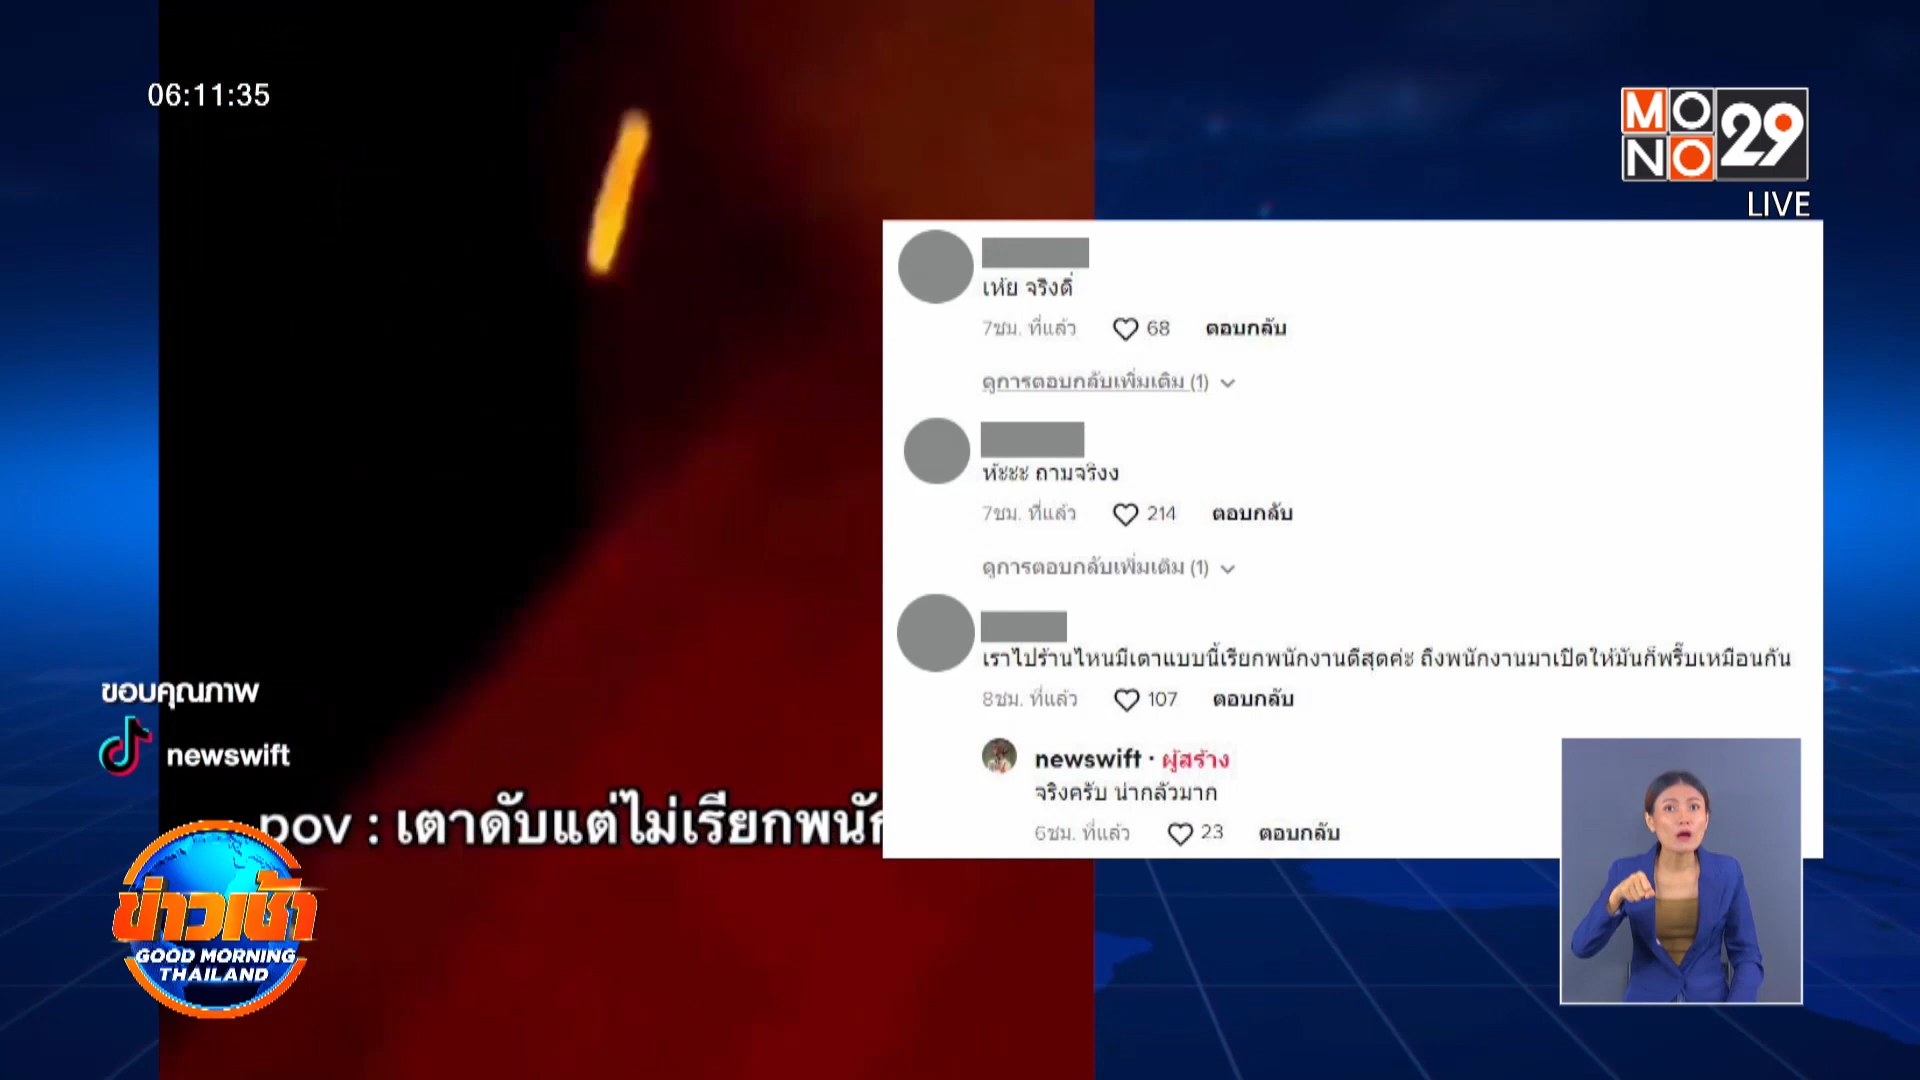 06:11:35
MONO 29
LIVE
เห้ย จริงดิ่
7ชม. ที่แล้ว 68 ตอบกลับ
ดูการตอบกลับเพิ่มเติม (1)
ห้ะะะ ถามจริงง
7ชม. ที่แล้ว 214 ตอบกลับ
ดูการตอบกลับเพิ่มเติม (1)
เราไปร้านไหนมีเตาแบบนี้เรียกพนักงานดีสุดค่ะ ถึงพนักงานมาเปิดให้มันก็พรึ่บเหมือนกัน
8ชม. ที่แล้ว 107 ตอบกลับ
newswift · ผู้สร้าง
จริงครับ น่ากลัวมาก
6ชม. ที่แล้ว 23 ตอบกลับ
ขอบคุณภาพ
newswift
pov : เตาดับแต่ไม่เรียกพนัก
ข่าวเช้า
GOOD MORNING
THAILAND